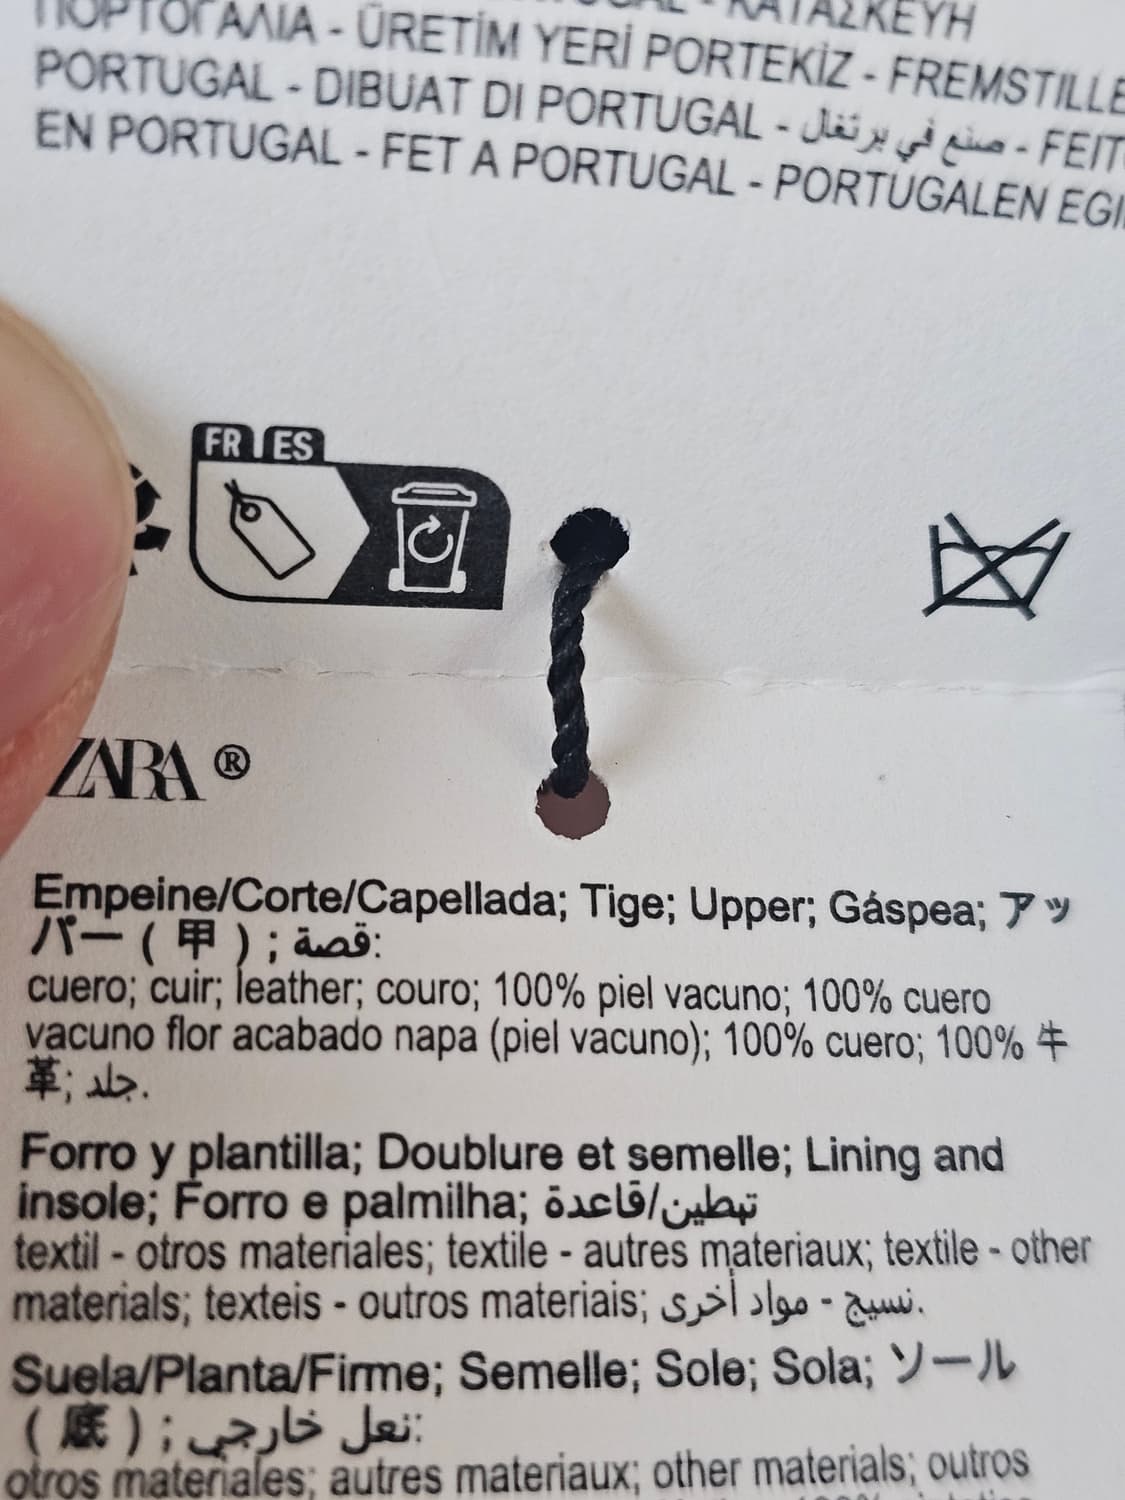 ΠΟΡΤΟΓΑΛΙΑ - ÜRETİM YERİ PORTEKİZ - FREMSTILLE
PORTUGAL - DIBUAT DI PORTUGAL - صنع في برتغال - FEIT
EN PORTUGAL - FET A PORTUGAL - PORTUGALEN EGI
FR ES
ZARA ®
Empeine/Corte/Capellada; Tige; Upper; Gáspea; アッ
パー ( 甲 ) ; قصة:
cuero; cuir; leather; couro; 100% piel vacuno; 100% cuero
vacuno flor acabado napa (piel vacuno); 100% cuero; 100% 牛
革; جلد.
Forro y plantilla; Doublure et semelle; Lining and
insole; Forro e palmilha; تبطين/قاعدة
textil - otros materiales; textile - autres materiaux; textile - other
materials; texteis - outros materiais; نسيج - مواد أخرى.
Suela/Planta/Firme; Semelle; Sole; Sola; ソール
( 底 ) ; نعل خارجي:
otros materiales; autres materiaux; other materials; outros